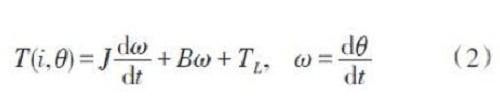 T(i,θ)=J dω/dt + Bω + T_L, ω = dθ/dt (2)